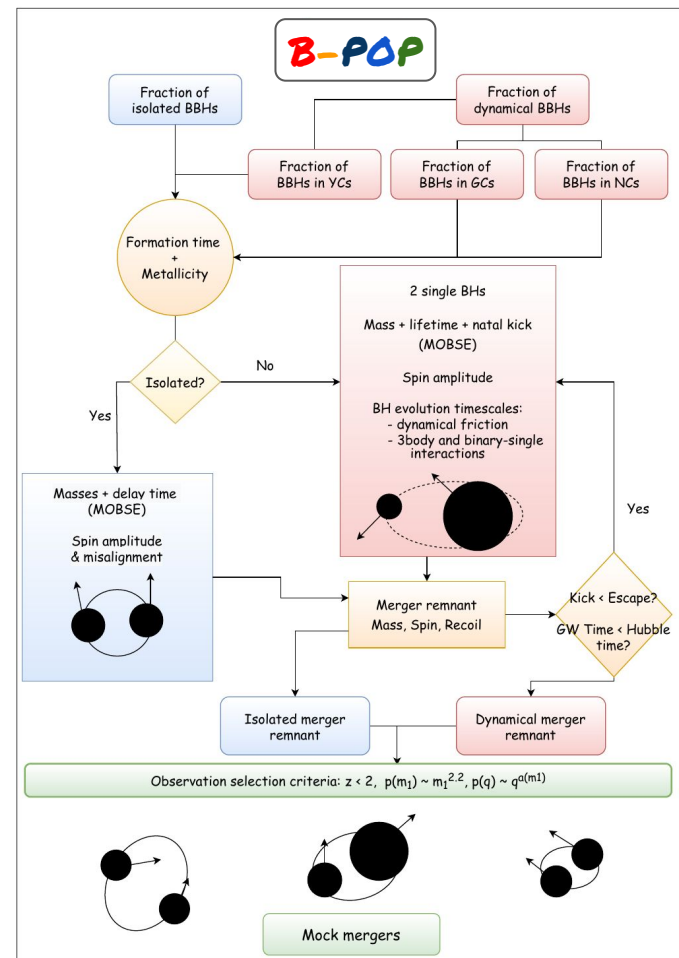 B-POP
Fraction of
isolated BBHs
Fraction of
dynamical BBHs
Fraction of
BBHs in YCs
Fraction of
BBHs in GCs
Fraction of
BBHs in NCs
Formation time
+
Metallicity
2 single BHs
Mass + lifetime + natal kick
(MOBSE)
Spin amplitude
BH evolution timescales:
- dynamical friction
- 3body and binary-single
interactions
Isolated?
No
Yes
Masses + delay time
(MOBSE)
Spin amplitude
& misalignment
Yes
Merger remnant
Mass, Spin, Recoil
Kick < Escape?
GW Time < Hubble
time?
Isolated merger
remnant
Dynamical merger
remnant
Observation selection criteria: z < 2, p(m₁) ~ m₁^2.2, p(q) ~ q^α(m1)
Mock mergers